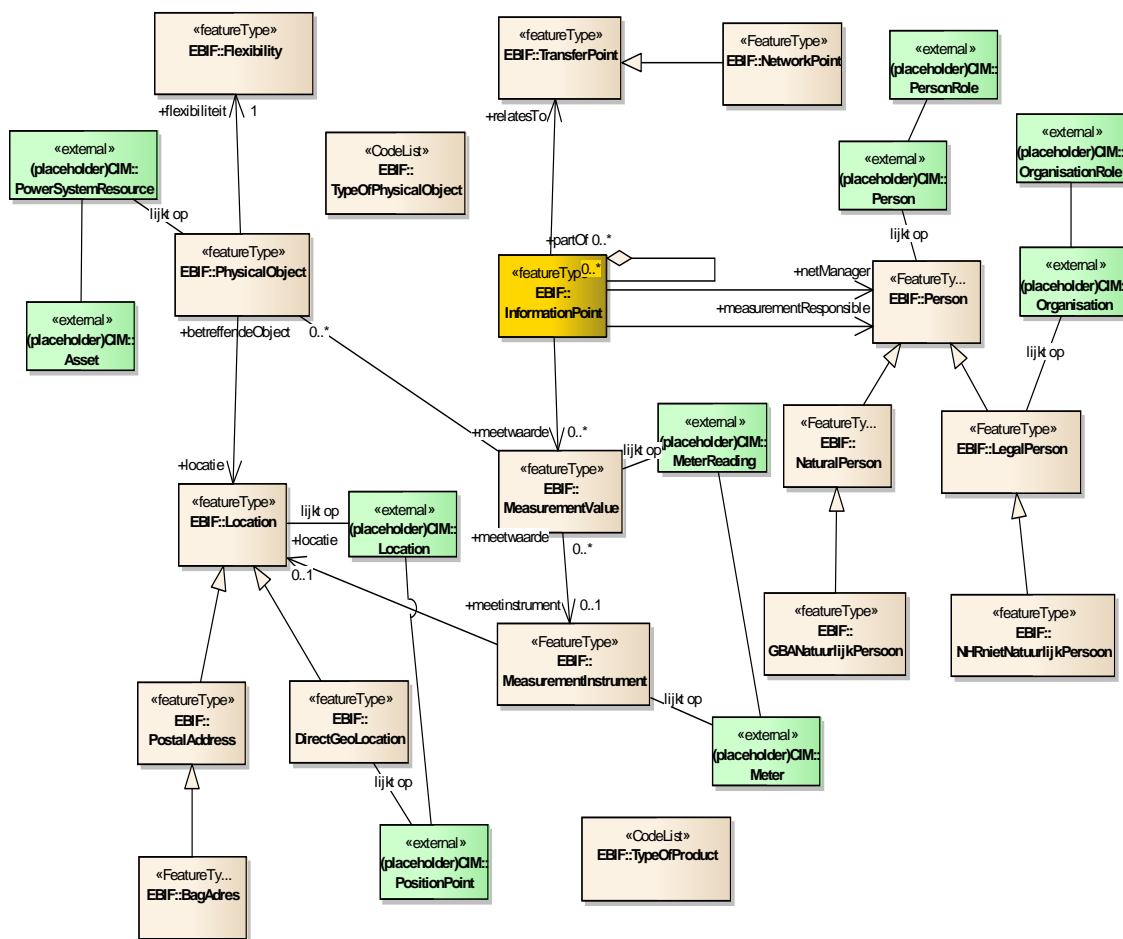 «featureType»
EBIF::Flexibility
«featureType»
EBIF::TransferPoint
«FeatureType»
EBIF::NetworkPoint
«external»
(placeholder)CIM::
PersonRole
+flexibiliteit
1
+relatesTo
«external»
(placeholder)CIM::
PowerSystemResource
«CodeList»
EBIF::
TypeOfPhysicalObject
«external»
(placeholder)CIM::
Person
«external»
(placeholder)CIM::
OrganisationRole
lijkt op
«featureType»
EBIF::PhysicalObject
+partOf 0..*
0..*
«featureType»
EBIF::
InformationPoint
lijkt op
+netManager
+measurementResponsible
«FeatureTy...
EBIF::Person
«external»
(placeholder)CIM::
Organisation
«external»
(placeholder)CIM::
Asset
+betreffendeObject
0..*
lijkt op
+meetwaarde
0..*
«external»
(placeholder)CIM::
MeterReading
«FeatureTy...
EBIF::
NaturalPerson
«FeatureType»
EBIF::LegalPerson
+locatie
lijkt op
«featureType»
EBIF::Location
«featureType»
EBIF::
MeasurementValue
lijkt op
+locatie
0..1
«external»
(placeholder)CIM::
Location
+meetwaarde
0..*
+meetinstrument
0..1
«featureType»
EBIF::
GBANatuurlijkPersoon
«featureType»
EBIF::
NHRnietNatuurlijkPersoon
«FeatureType»
EBIF::
MeasurementInstrument
lijkt op
«featureType»
EBIF::
PostalAddress
«featureType»
EBIF::
DirectGeoLocation
«external»
(placeholder)CIM::
Meter
lijkt op
«external»
(placeholder)CIM::
PositionPoint
«CodeList»
EBIF::TypeOfProduct
«FeatureTy...
EBIF::BagAdres